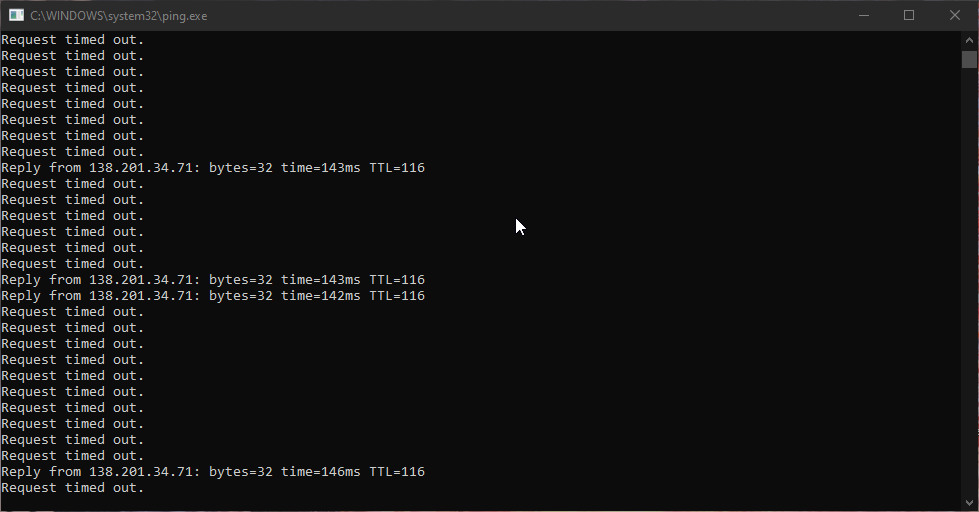 C:\WINDOWS\system32\ping.exe
Request timed out.
Request timed out.
Request timed out.
Request timed out.
Request timed out.
Request timed out.
Request timed out.
Request timed out.
Reply from 138.201.34.71: bytes=32 time=143ms TTL=116
Request timed out.
Request timed out.
Request timed out.
Request timed out.
Request timed out.
Request timed out.
Reply from 138.201.34.71: bytes=32 time=143ms TTL=116
Reply from 138.201.34.71: bytes=32 time=142ms TTL=116
Request timed out.
Request timed out.
Request timed out.
Request timed out.
Request timed out.
Request timed out.
Request timed out.
Request timed out.
Request timed out.
Request timed out.
Reply from 138.201.34.71: bytes=32 time=146ms TTL=116
Request timed out.